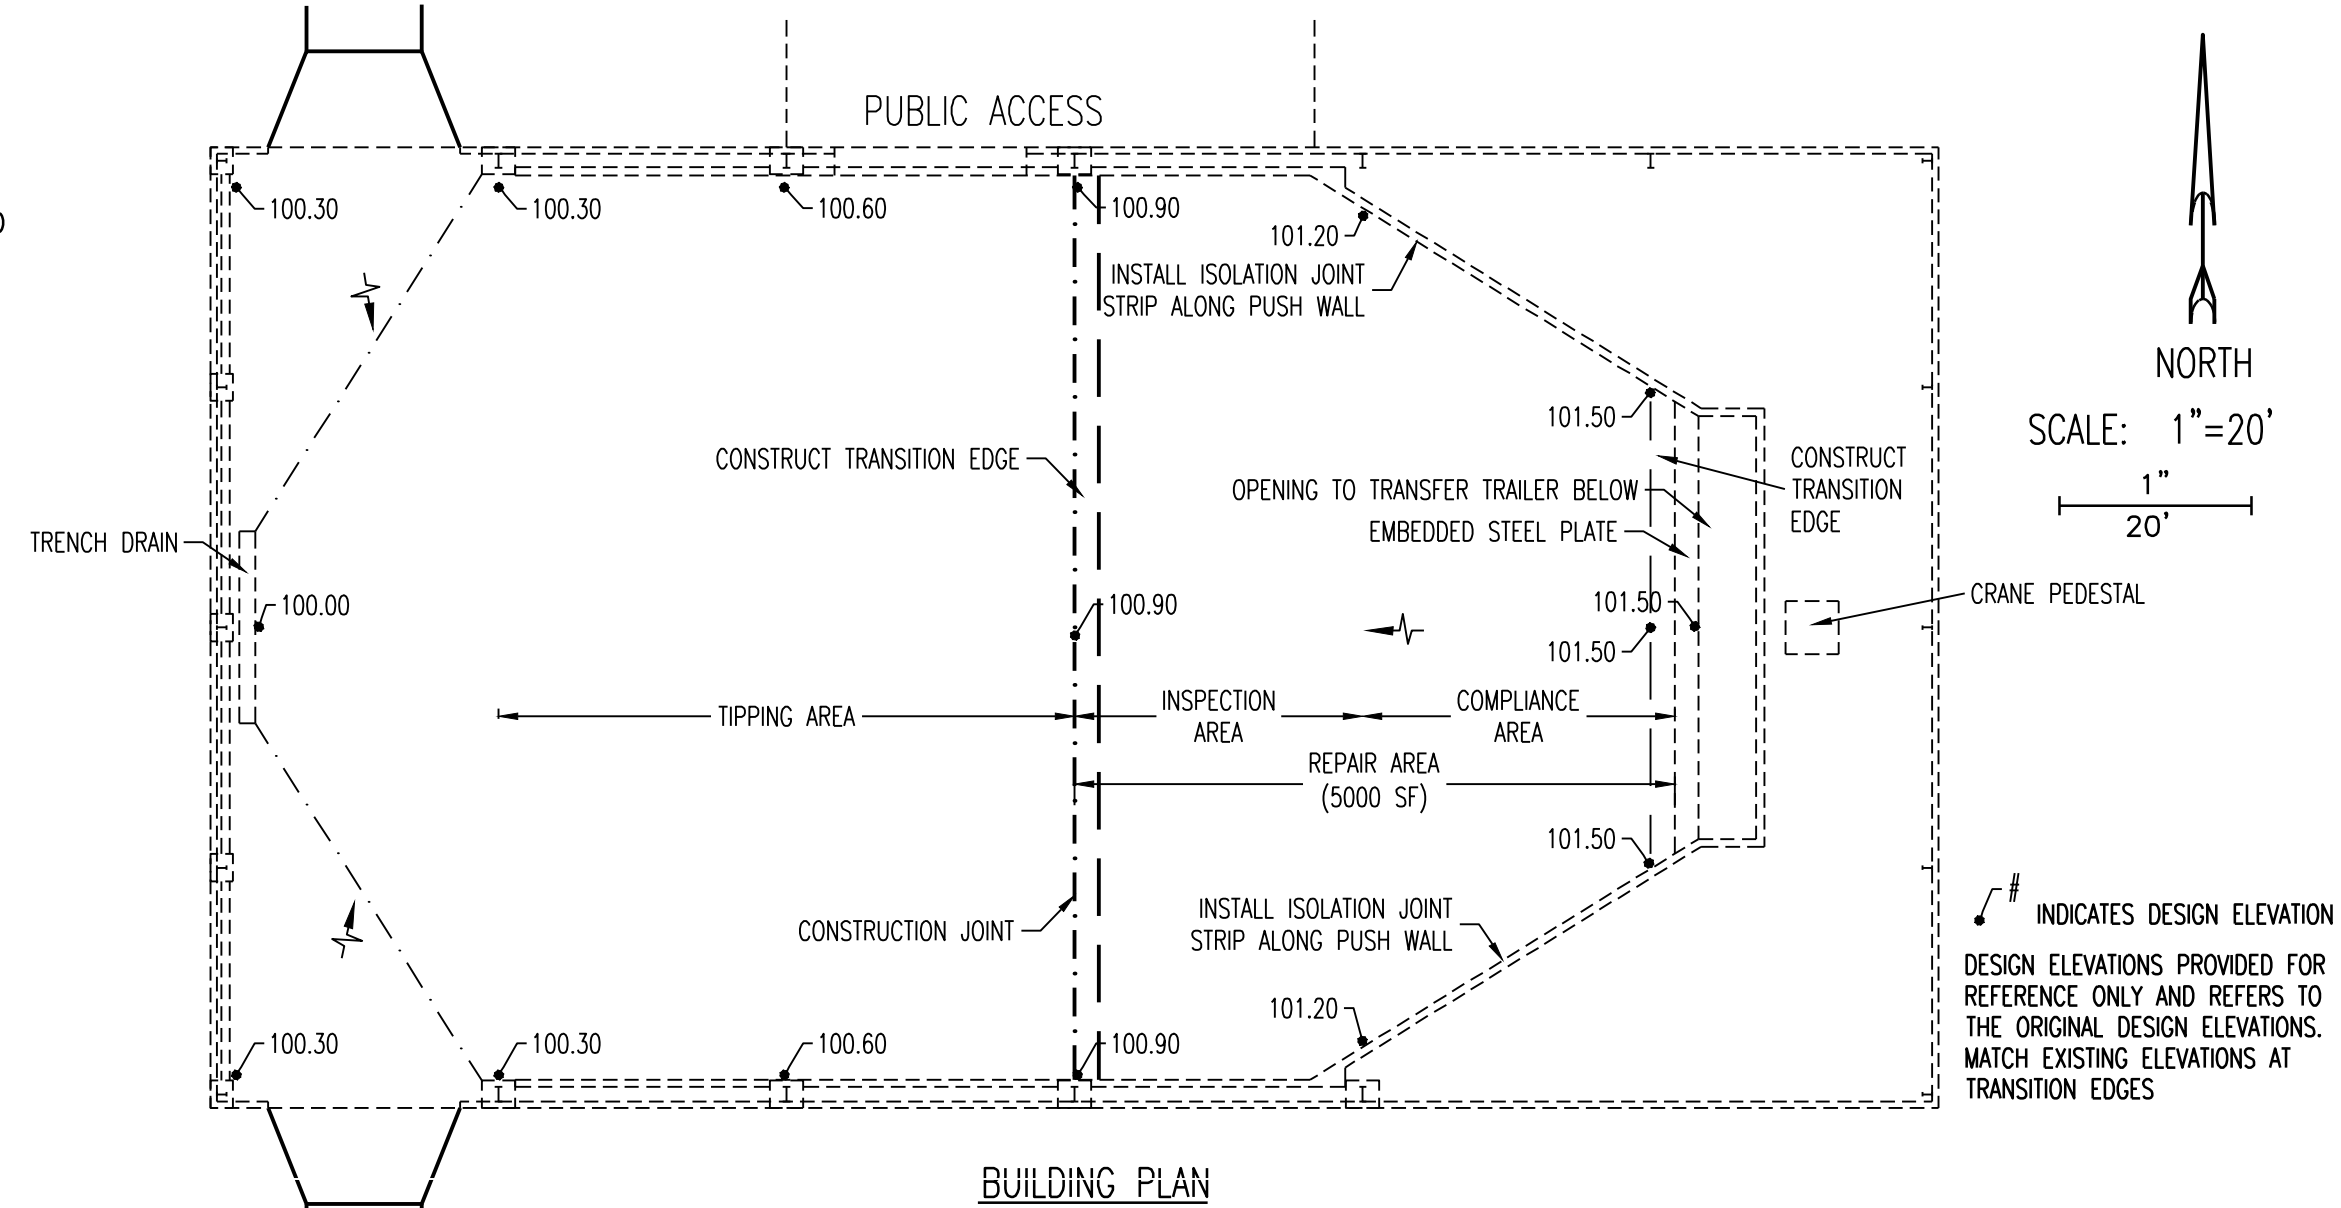 PUBLIC ACCESS
100.30
100.30
100.60
100.90
101.20
INSTALL ISOLATION JOINT
STRIP ALONG PUSH WALL
NORTH
SCALE: 1"=20'
1"
20'
101.50
CONSTRUCT TRANSITION EDGE
CONSTRUCT
TRANSITION
EDGE
OPENING TO TRANSFER TRAILER BELOW
EMBEDDED STEEL PLATE
TRENCH DRAIN
100.00
100.90
101.50
101.50
CRANE PEDESTAL
TIPPING AREA
INSPECTION
AREA
COMPLIANCE
AREA
REPAIR AREA
(5000 SF)
101.50
CONSTRUCTION JOINT
INSTALL ISOLATION JOINT
STRIP ALONG PUSH WALL
#
INDICATES DESIGN ELEVATION
DESIGN ELEVATIONS PROVIDED FOR
REFERENCE ONLY AND REFERS TO
THE ORIGINAL DESIGN ELEVATIONS.
MATCH EXISTING ELEVATIONS AT
TRANSITION EDGES
101.20
100.30
100.30
100.60
100.90
BUILDING PLAN